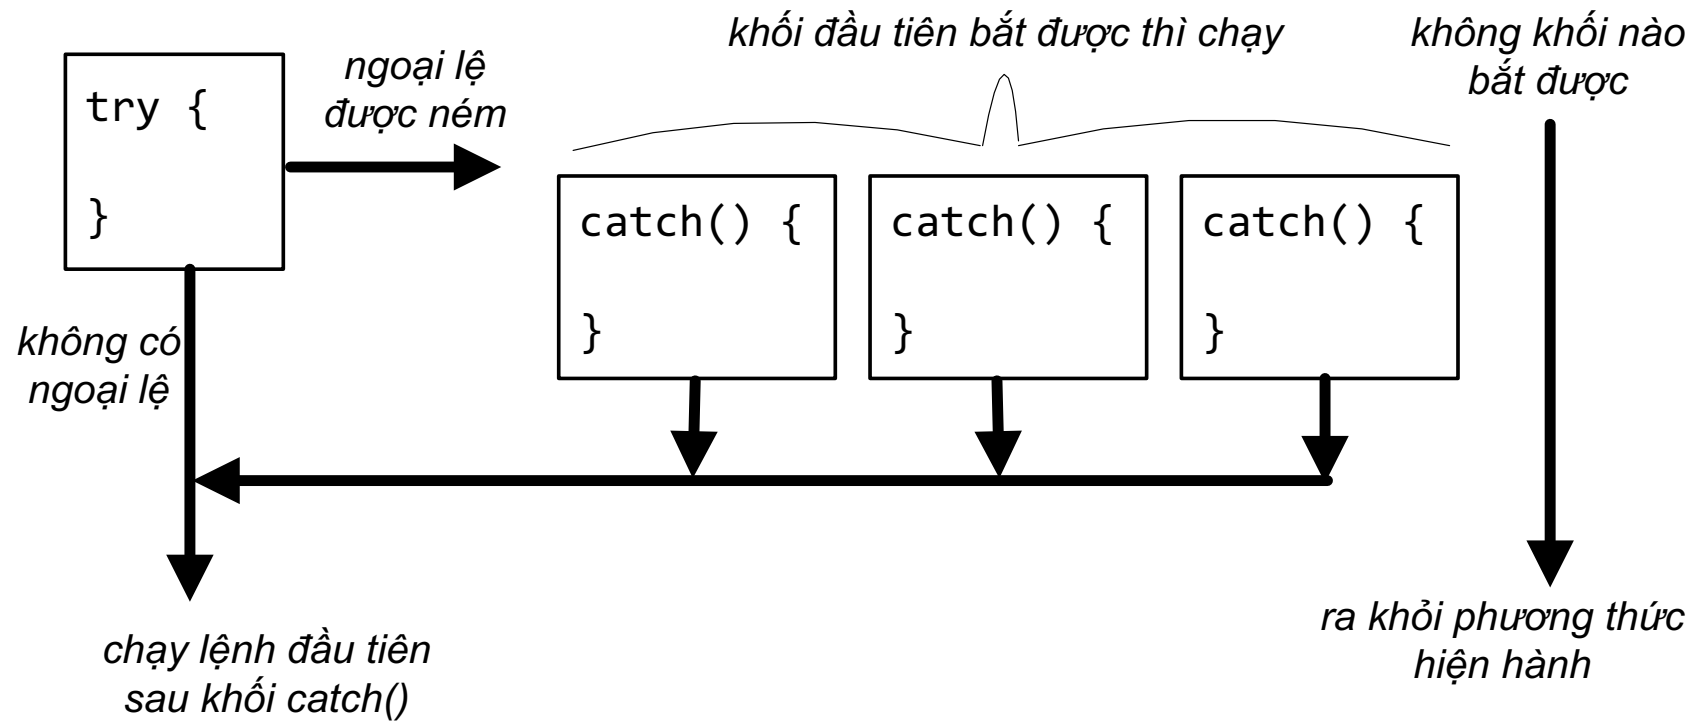 khối đầu tiên bắt được thì chạy
không khối nào
bắt được
ngoại lệ
được ném
try {
}
catch() {
}
catch() {
}
catch() {
}
không có
ngoại lệ
chạy lệnh đầu tiên
sau khối catch()
ra khỏi phương thức
hiện hành